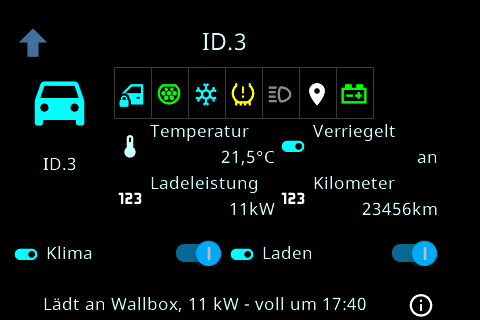 ID.3
ID.3
Temperatur
21,5°C
Verriegelt
an
123
Ladeleistung
11kW
123
Kilometer
23456km
Klima
Laden
Lädt an Wallbox, 11 kW - voll um 17:40